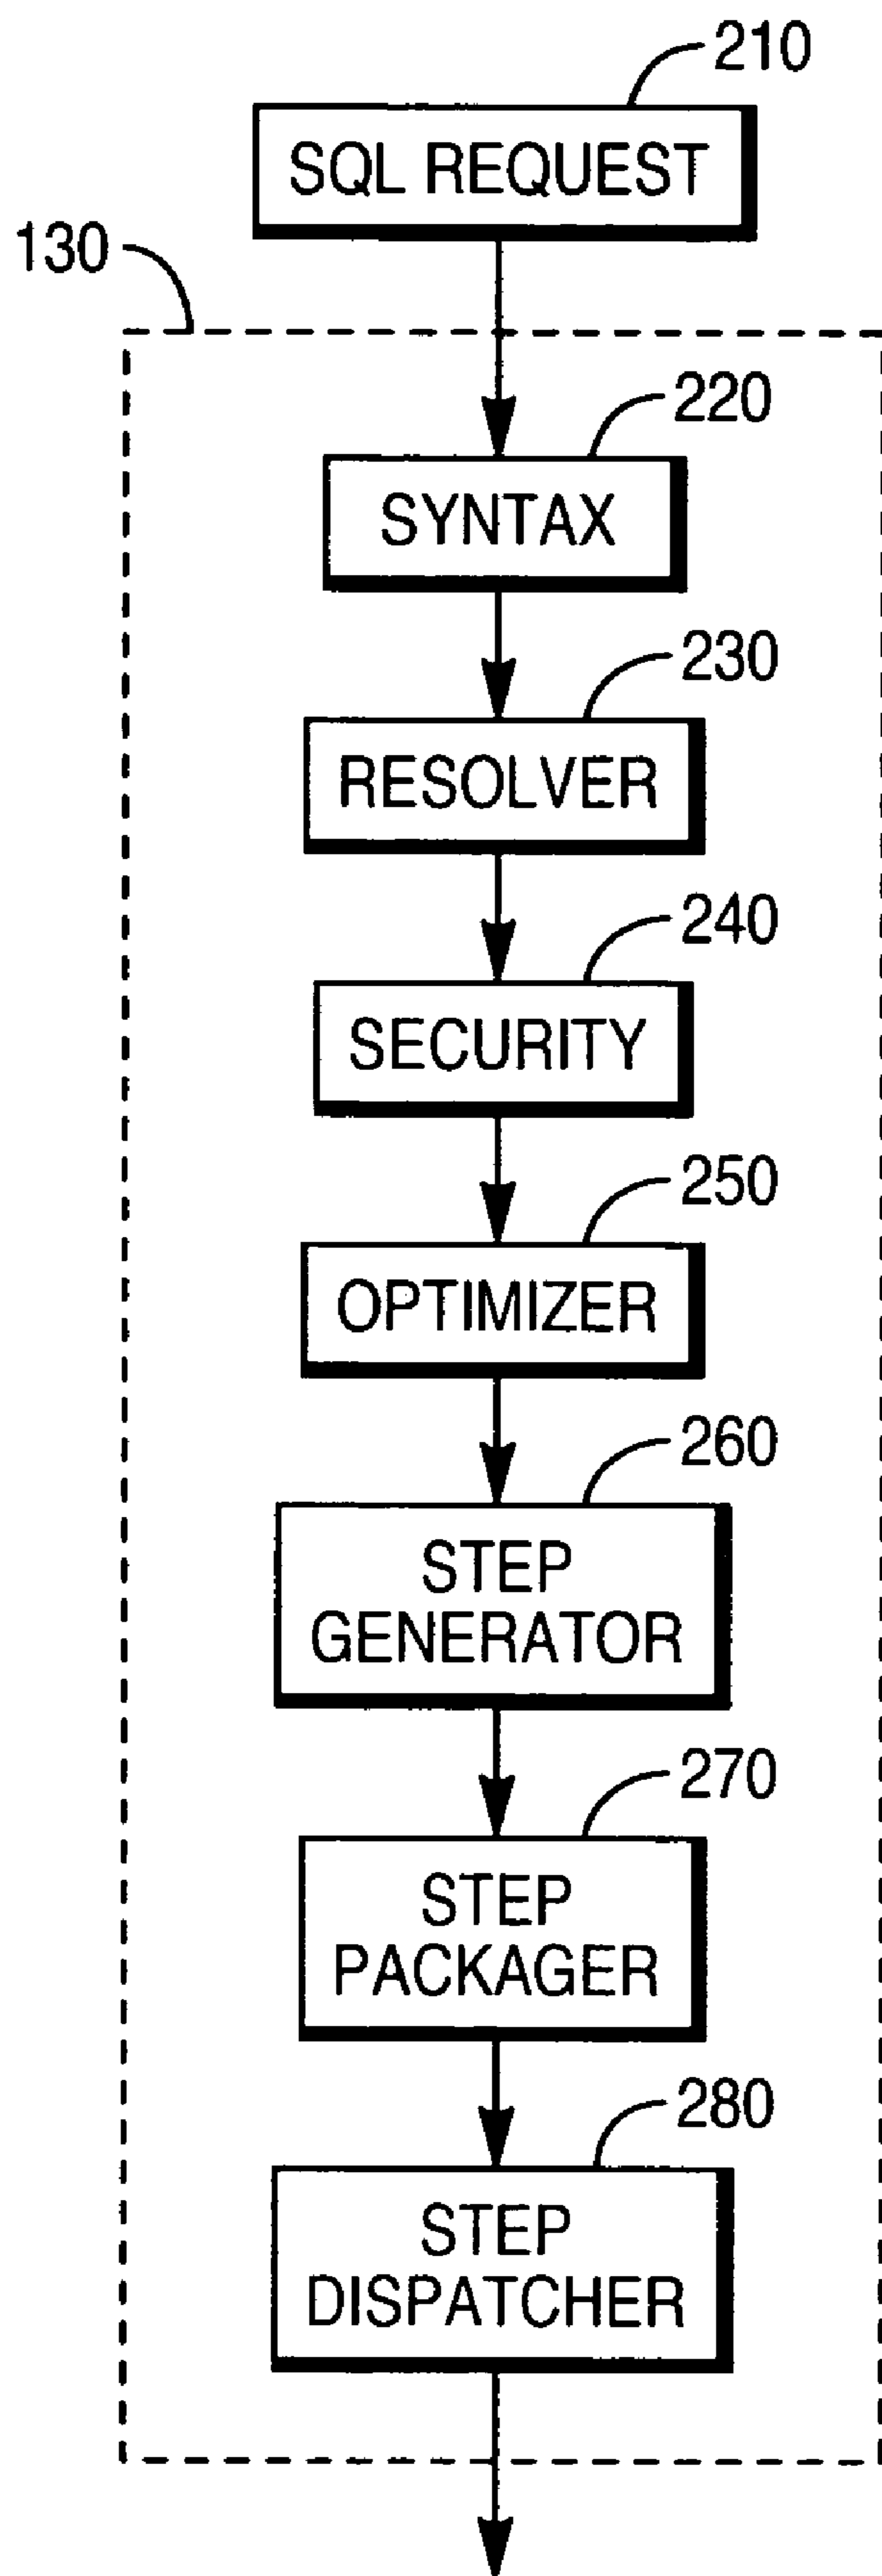 210
SQL REQUEST
130
220
SYNTAX
230
RESOLVER
240
SECURITY
250
OPTIMIZER
260
STEP
GENERATOR
270
STEP
PACKAGER
280
STEP
DISPATCHER